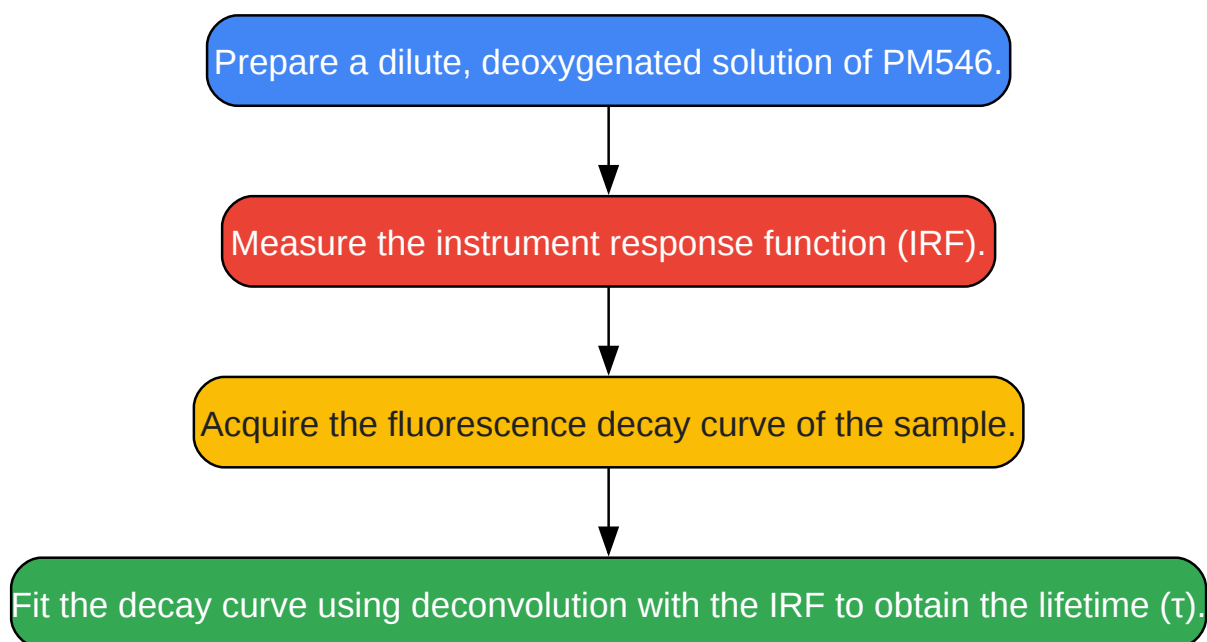 Prepare a dilute, deoxygenated solution of PM546.
Measure the instrument response function (IRF).
Acquire the fluorescence decay curve of the sample.
Fit the decay curve using deconvolution with the IRF to obtain the lifetime (τ).